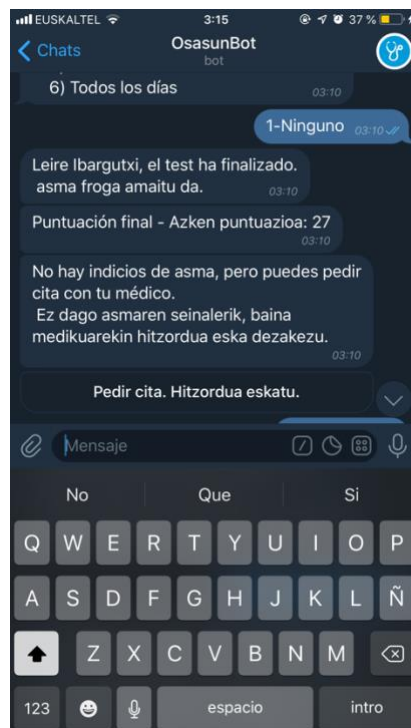 EUSKALTEL 3:15 37 %
Chats OsasunBot
bot
6) Todos los días 03:10
1-Ninguno 03:10
Leire Ibargutxi, el test ha finalizado.
asma froga amaitu da. 03:10
Puntuación final - Azken puntuazioa: 27
03:10
No hay indicios de asma, pero puedes pedir
cita con tu médico.
Ez dago asmaren seinalerik, baina
medikuarekin hitzordua eska dezakezu.
03:10
Pedir cita. Hitzordua eskatu.
Mensaje
No Que Si
Q W E R T Y U I O P
A S D F G H J K L Ñ
Z X C V B N M
123 espacio intro